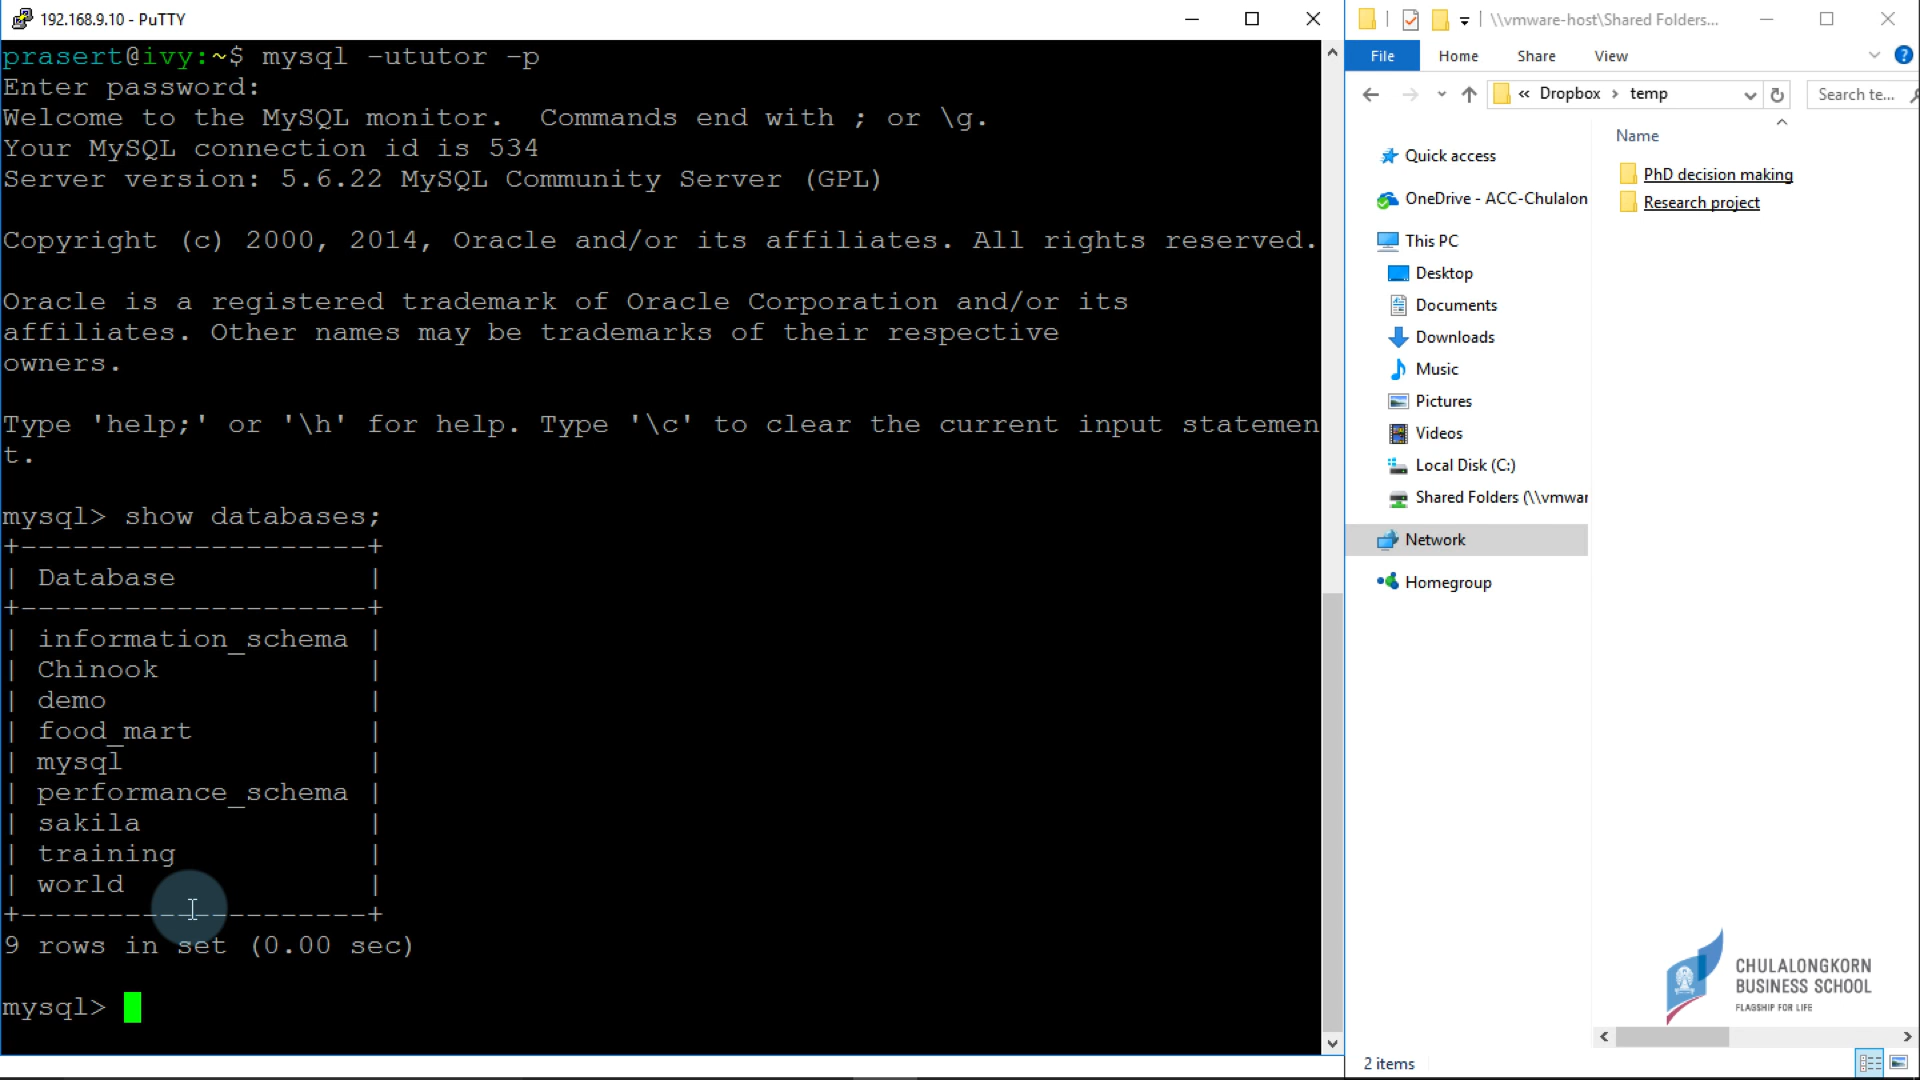 192.168.9.10 - PuTTY
prasert@ivy:~$ mysql -ututor -p
Enter password:
Welcome to the MySQL monitor.  Commands end with ; or \g.
Your MySQL connection id is 534
Server version: 5.6.22 MySQL Community Server (GPL)
Copyright (c) 2000, 2014, Oracle and/or its affiliates. All rights reserved.
Oracle is a registered trademark of Oracle Corporation and/or its
affiliates. Other names may be trademarks of their respective
owners.
Type 'help;' or '\h' for help. Type '\c' to clear the current input statemen
t.
mysql> show databases;
+--------------------+
| Database           |
+--------------------+
| information_schema |
| Chinook            |
| demo               |
| food_mart          |
| mysql              |
| performance_schema |
| sakila             |
| training           |
| world              |
+--------------------+
9 rows in set (0.00 sec)
mysql>
\\vmware-host\Shared Folders...
File Home Share View
« Dropbox > temp
Search te...
Name
Quick access
OneDrive - ACC-Chulalon
This PC
Desktop
Documents
Downloads
Music
Pictures
Videos
Local Disk (C:)
Shared Folders (\\vmwar
Network
Homegroup
PhD decision making
Research project
CHULALONGKORN
BUSINESS SCHOOL
FLAGSHIP FOR LIFE
2 items